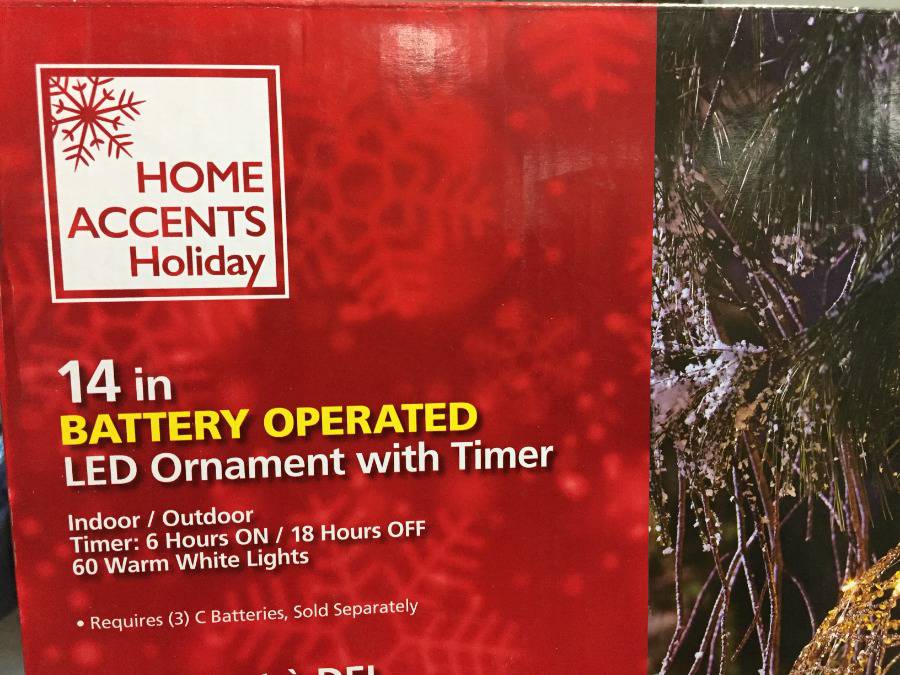 HOME
ACCENTS
Holiday
14 in
BATTERY OPERATED
LED Ornament with Timer
Indoor / Outdoor
Timer: 6 Hours ON / 18 Hours OFF
60 Warm White Lights
• Requires (3) C Batteries, Sold Separately